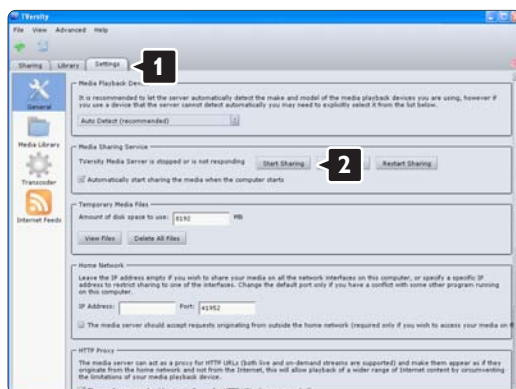 TVersity
File View Advanced Help
Sharing Library Settings
1
General
Media Library
Transcoder
Internet Feeds
Media Playback
It is recommended to let the server automatically detect the make and model of the media playback devices you are using, however if
you use a device that the server cannot detect automatically you may need to explicitly select it from the list below.
Auto Detect (recommended)
Media Sharing Service
TVersity Media Server is stopped or is not responding Start Sharing 2 Restart Sharing
Automatically start sharing the media when the computer starts
Temporary Media Files
Amount of disk space to use: 8192 MB
View Files Delete All Files
Home Network
Leave the IP address empty if you wish to share your media on all the network interfaces on this computer, or specify a specific IP
address to restrict sharing to one of the interfaces. Change the default port only if you have a conflict with some other program running
on this computer.
IP Address: Port: 41952
The media server should accept requests originating from outside the home network (required only if you wish to access your media on
HTTP Proxy
The media server can act as a proxy for HTTP URLs (both live and on-demand streams are supported) and make them appear as if they
originate from the home network and not from the Internet, this will allow playback of a wider range of Internet content by circumventing
the limitations of your media playback device.